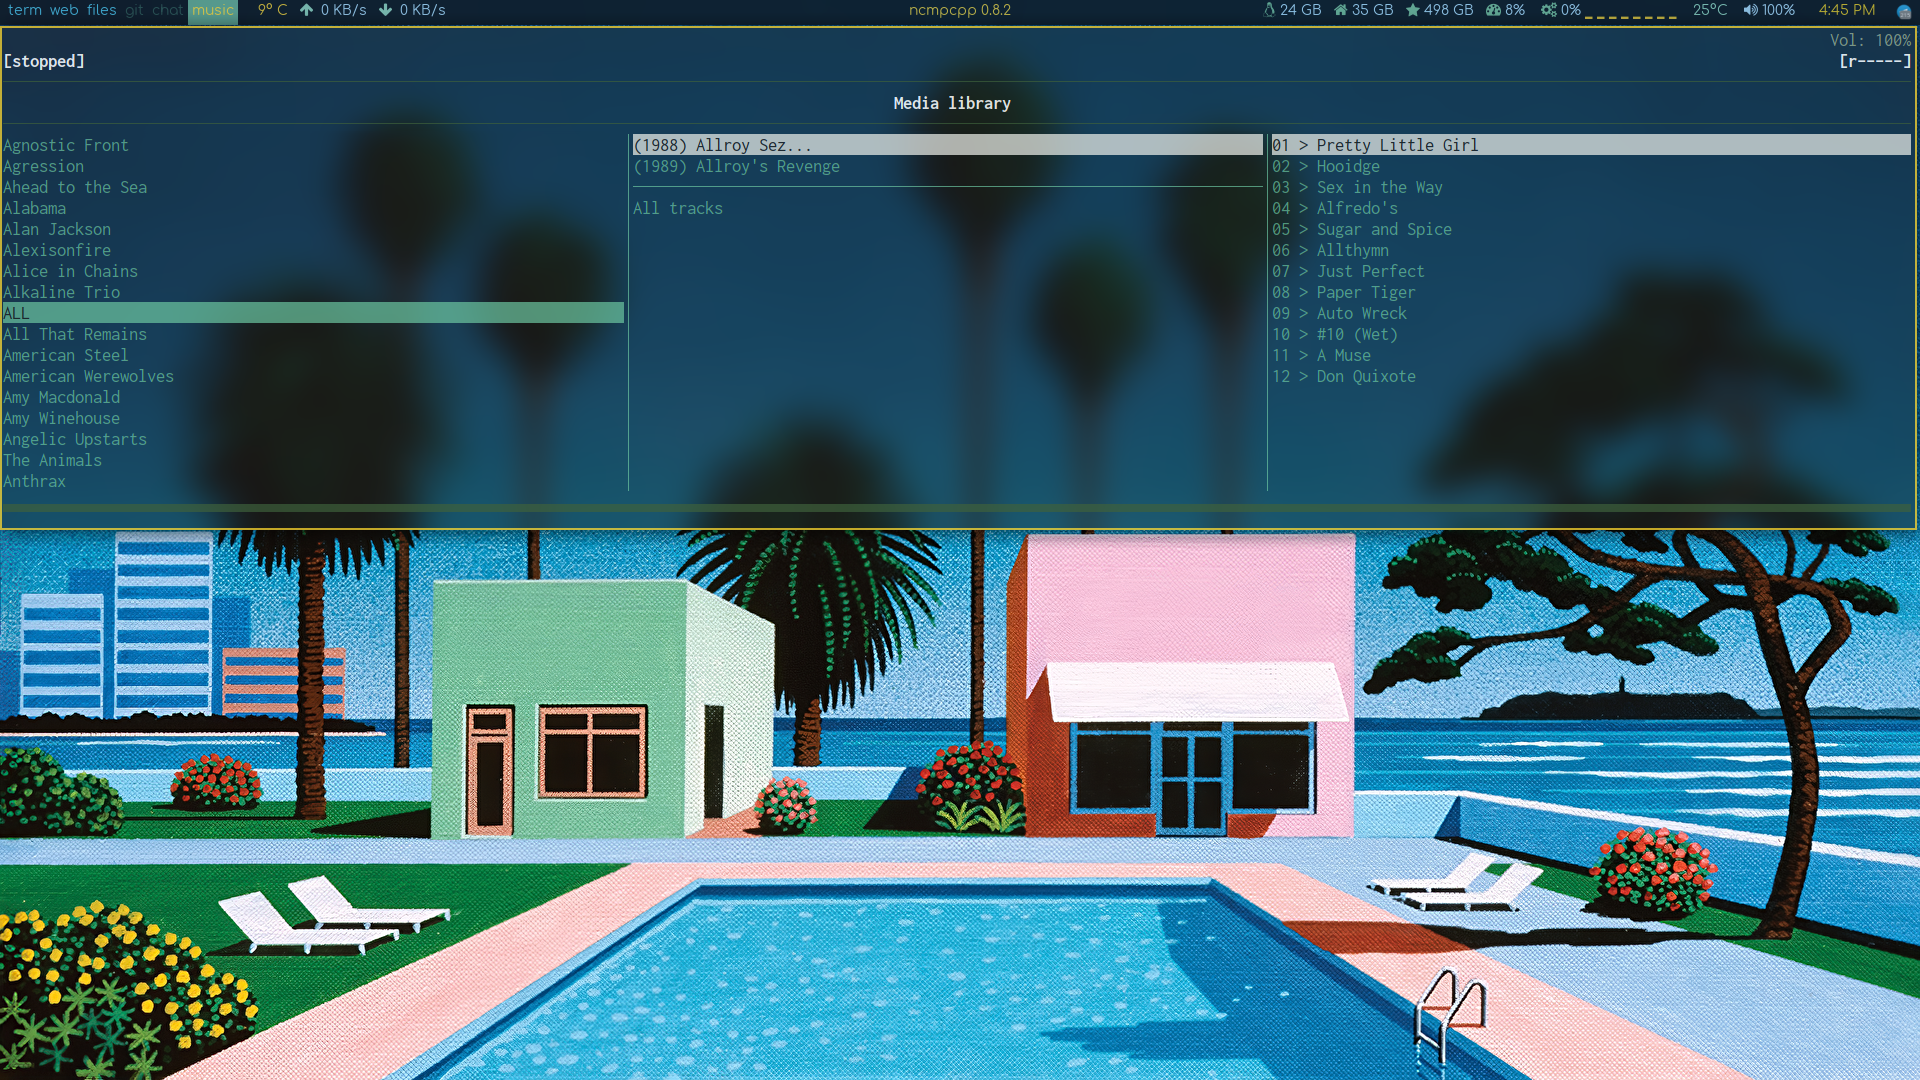 term web files git chat music 9° C 0 KB/s 0 KB/s ncmpcpp 0.8.2 24 GB 35 GB 498 GB 8% 0% 25°C 100% 4:45 PM
Vol: 100%
[stopped] [r-----]
Media library
Agnostic Front
Agression
Ahead to the Sea
Alabama
Alan Jackson
Alexisonfire
Alice in Chains
Alkaline Trio
ALL
All That Remains
American Steel
American Werewolves
Amy Macdonald
Amy Winehouse
Angelic Upstarts
The Animals
Anthrax
(1988) Allroy Sez...
(1989) Allroy's Revenge
All tracks
01 > Pretty Little Girl
02 > Hooidge
03 > Sex in the Way
04 > Alfredo's
05 > Sugar and Spice
06 > Allthymn
07 > Just Perfect
08 > Paper Tiger
09 > Auto Wreck
10 > #10 (Wet)
11 > A Muse
12 > Don Quixote